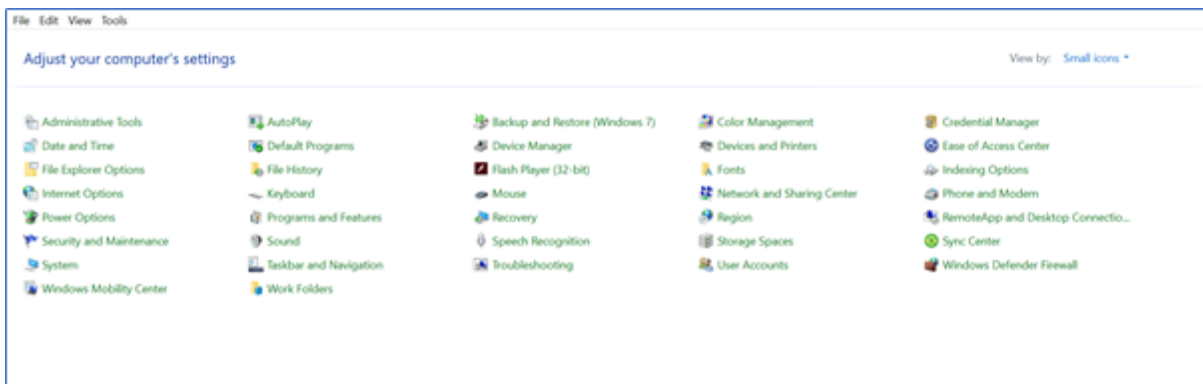 File Edit View Tools
Adjust your computer's settings
View by: Small icons
Administrative Tools AutoPlay Backup and Restore (Windows 7) Color Management Credential Manager
Date and Time Default Programs Device Manager Devices and Printers Ease of Access Center
File Explorer Options File History Flash Player (32-bit) Fonts Indexing Options
Internet Options Keyboard Mouse Network and Sharing Center Phone and Modem
Power Options Programs and Features Recovery Region RemoteApp and Desktop Connectio...
Security and Maintenance Sound Speech Recognition Storage Spaces Sync Center
System Taskbar and Navigation Troubleshooting User Accounts Windows Defender Firewall
Windows Mobility Center Work Folders